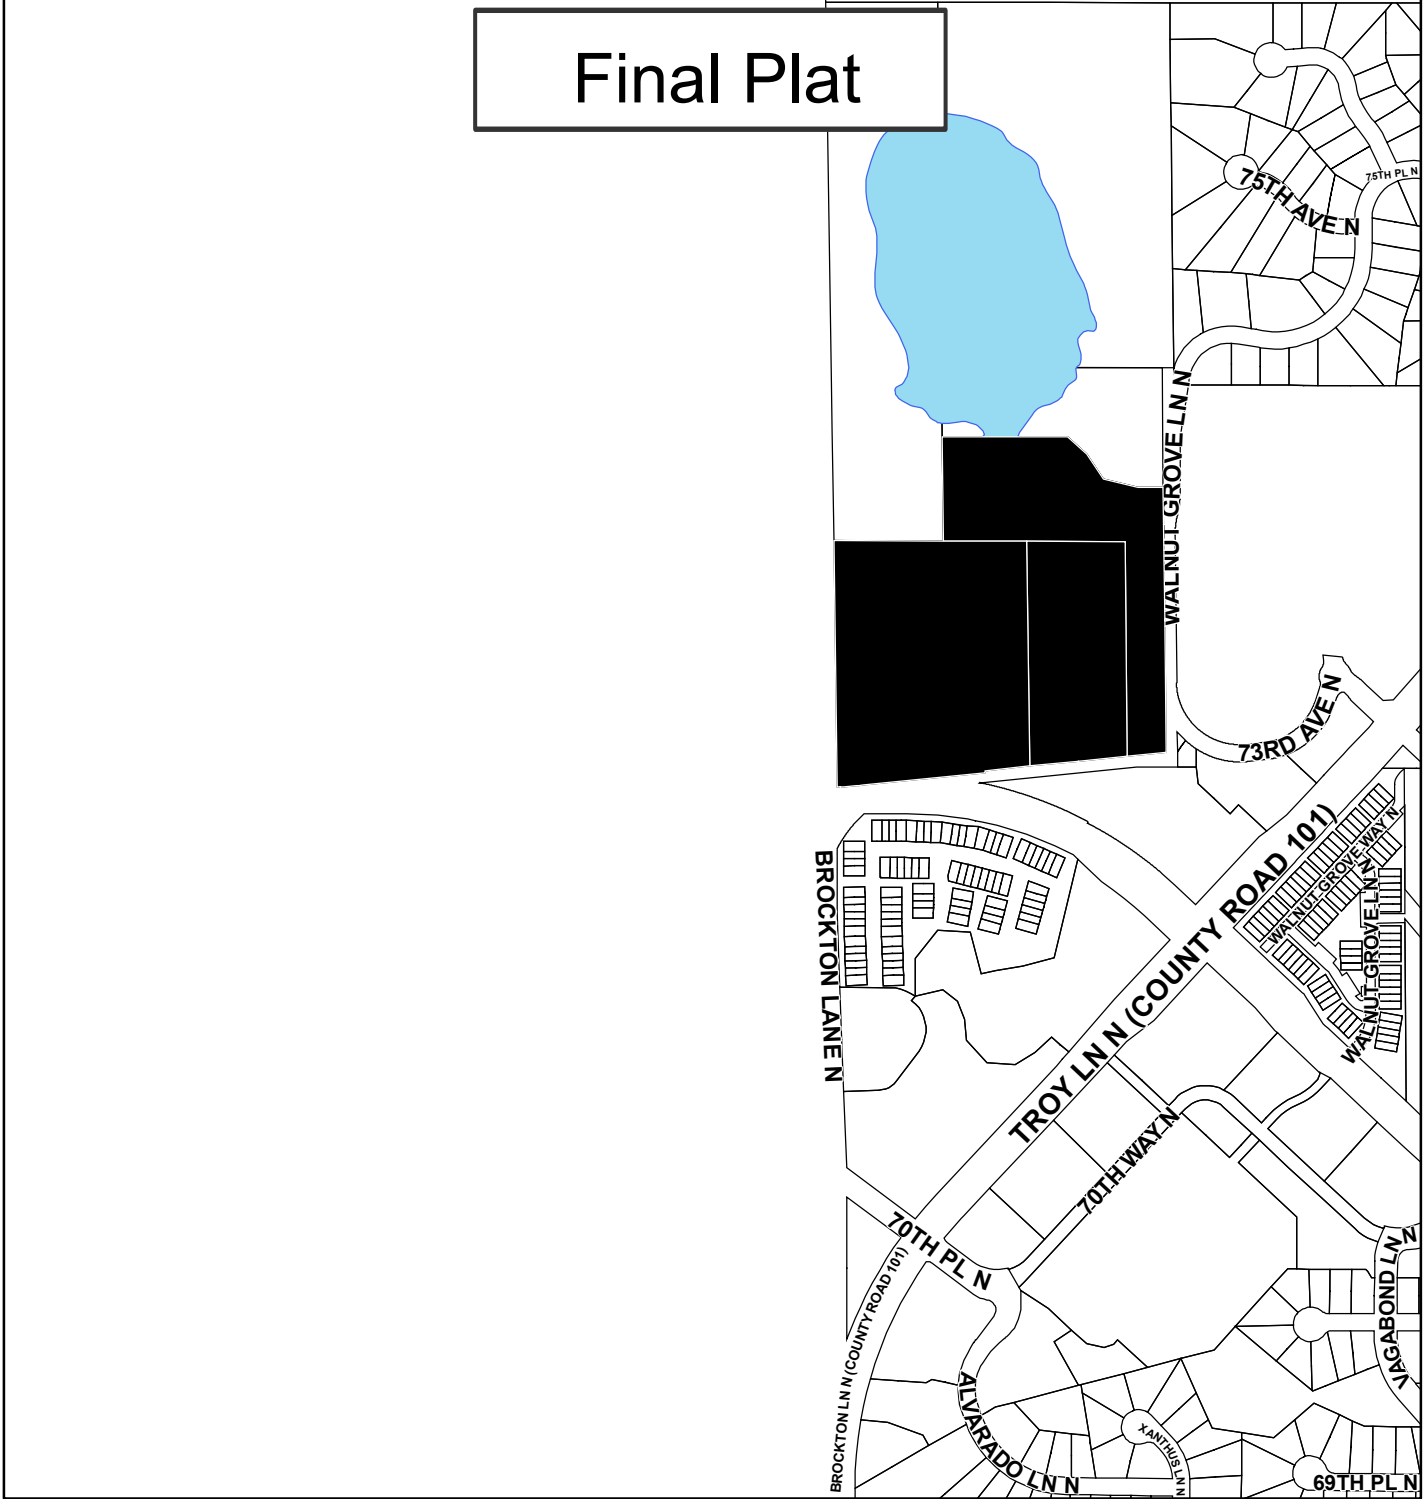 Final Plat
75TH PL N
75TH AVE N
WALNUT GROVE LN N
73RD AVE N
TROY LN N (COUNTY ROAD 101)
WALNUT GROVE WAY N
WALNUT GROVE LN N
BROCKTON LANE N
70TH WAY N
70TH PL N
N
VAGABOND LN N
BROCKTON LN N (COUNTY ROAD 101)
ALVARADO LN N
XANTHUS LN N
69TH PL N